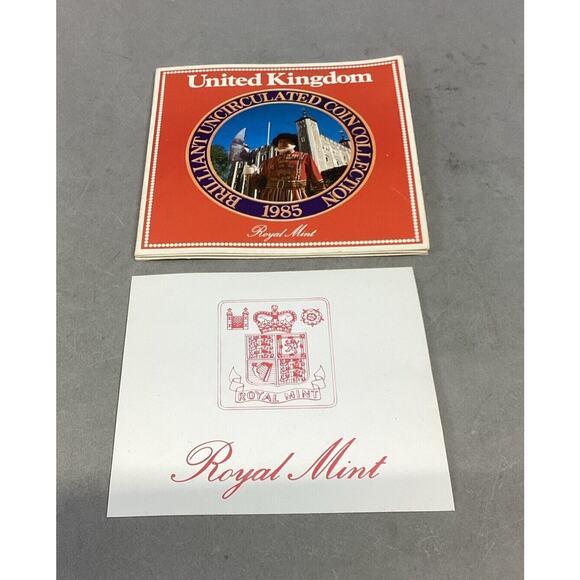 United Kingdom
BRILLIANT UNCIRCULATED COIN COLLECTION
1985
Royal Mint
ROYAL MINT
Royal Mint